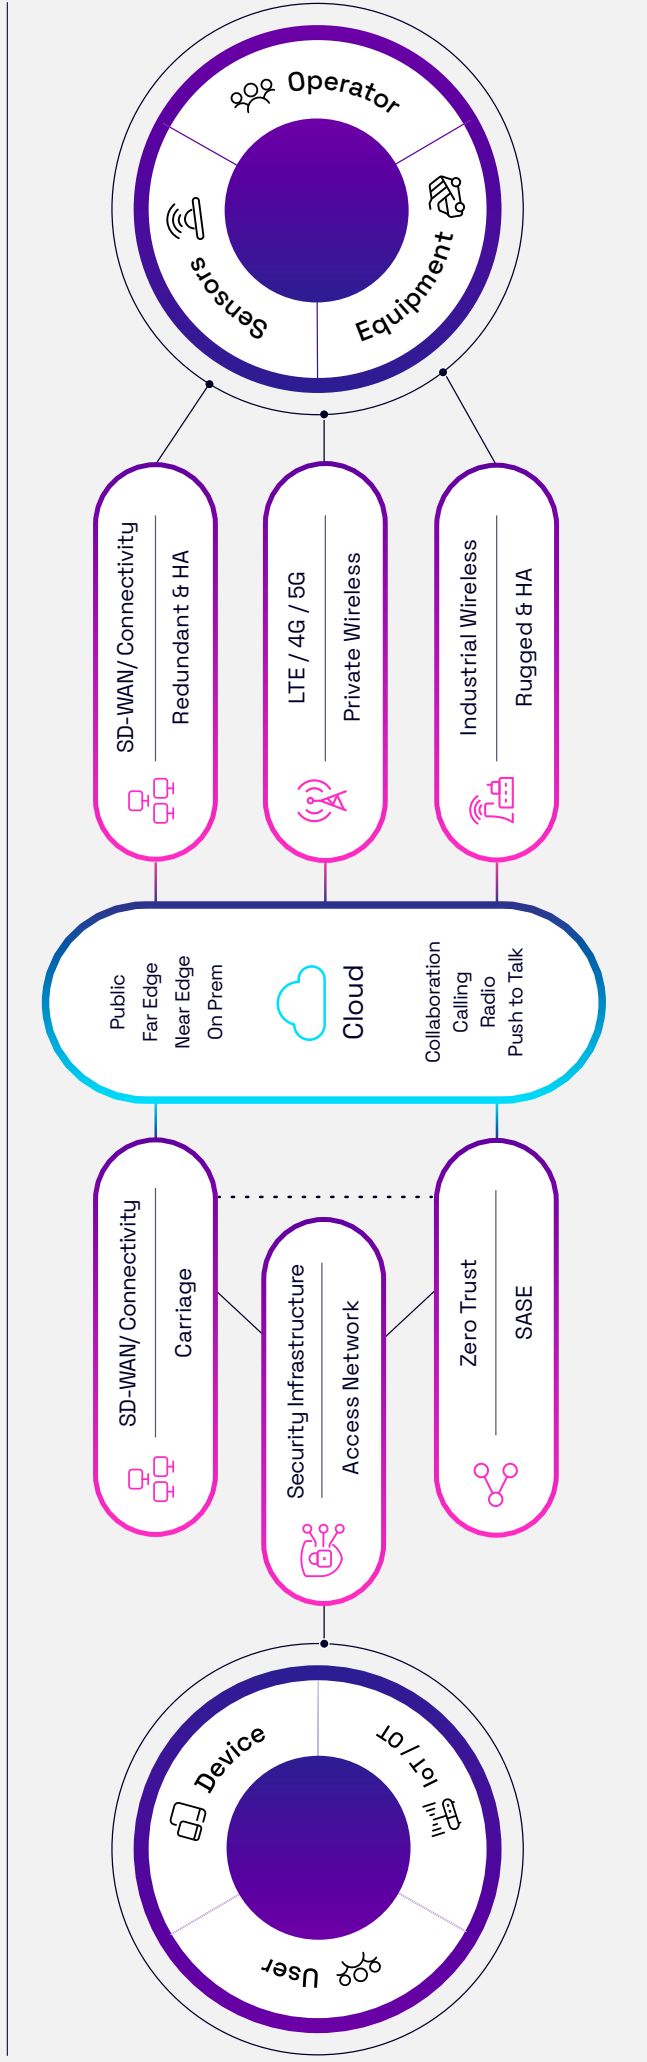 Operator
Sensors
Equipment
SD-WAN/ Connectivity
Redundant & HA
LTE / 4G / 5G
Private Wireless
Industrial Wireless
Rugged & HA
Public
Far Edge
Near Edge
On Prem
Cloud
Collaboration
Calling
Radio
Push to Talk
SD-WAN/ Connectivity
Carriage
Security Infrastructure
Access Network
Zero Trust
SASE
Device
IoT / OT
User